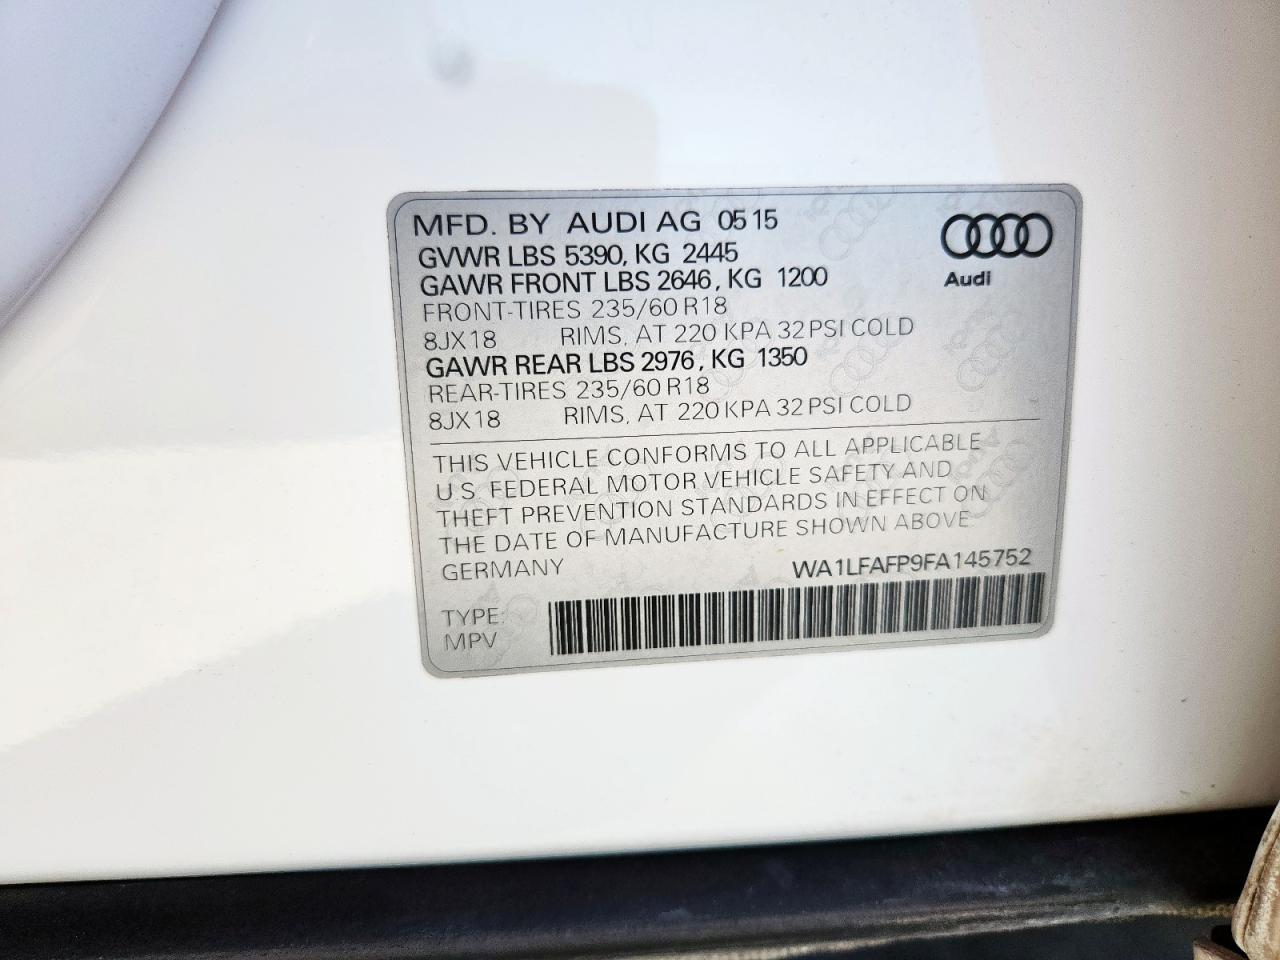 MFD. BY AUDI AG 05 15
GVWR LBS 5390, KG 2445
GAWR FRONT LBS 2646, KG 1200
FRONT-TIRES 235/60 R18
8JX18 RIMS, AT 220 KPA 32 PSI COLD
GAWR REAR LBS 2976, KG 1350
REAR-TIRES 235/60 R18
8JX18 RIMS, AT 220 KPA 32 PSI COLD
Audi
THIS VEHICLE CONFORMS TO ALL APPLICABLE
U.S. FEDERAL MOTOR VEHICLE SAFETY AND
THEFT PREVENTION STANDARDS IN EFFECT ON
THE DATE OF MANUFACTURE SHOWN ABOVE
GERMANY WA1LFAFP9FA145752
TYPE:
MPV